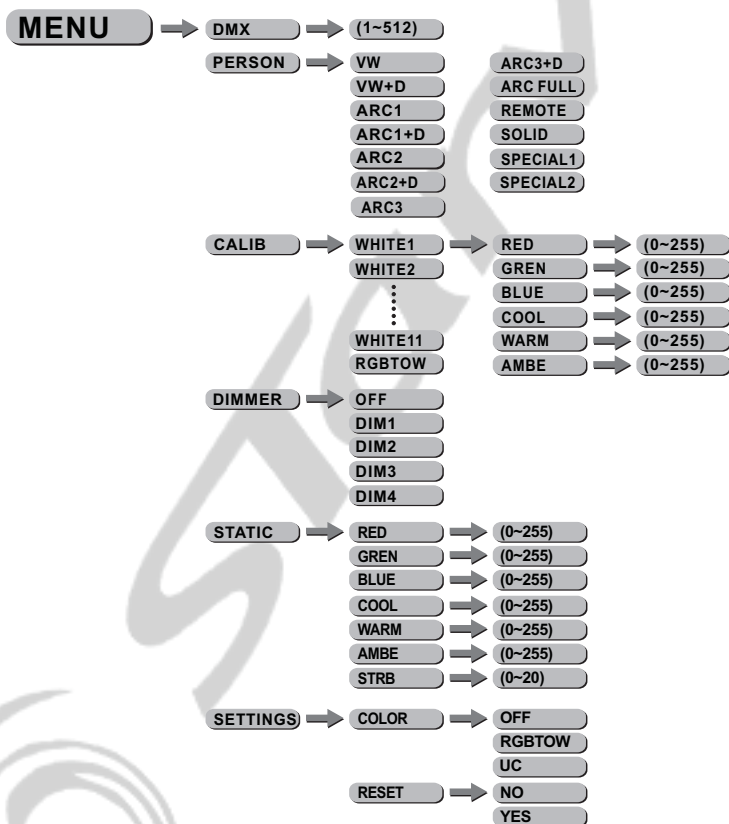 MENU DMX (1~512)
PERSON VW ARC3+D
VW+D ARC FULL
ARC1 REMOTE
ARC1+D SOLID
ARC2 SPECIAL1
ARC2+D SPECIAL2
ARC3
CALIB WHITE1 RED (0~255)
WHITE2 GREN (0~255)
BLUE (0~255)
COOL (0~255)
WHITE11 WARM (0~255)
RGBTOW AMBE (0~255)
DIMMER OFF
DIM1
DIM2
DIM3
DIM4
STATIC RED (0~255)
GREN (0~255)
BLUE (0~255)
COOL (0~255)
WARM (0~255)
AMBE (0~255)
STRB (0~20)
SETTINGS COLOR OFF
RGBTOW
UC
RESET NO
YES